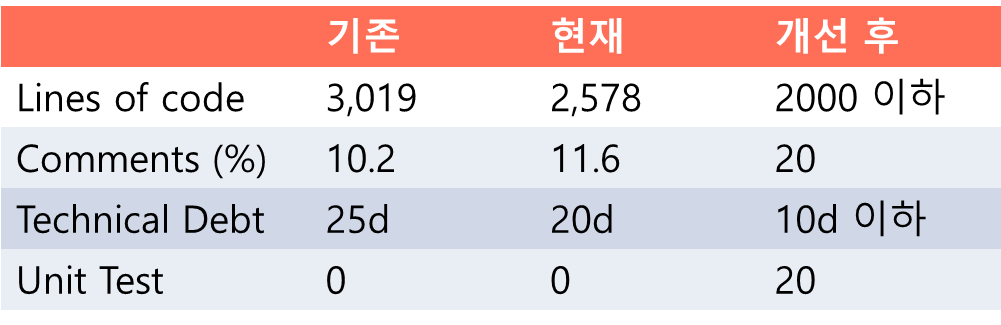 기존 현재 개선 후
Lines of code 3,019 2,578 2000 이하
Comments (%) 10.2 11.6 20
Technical Debt 25d 20d 10d 이하
Unit Test 0 0 20